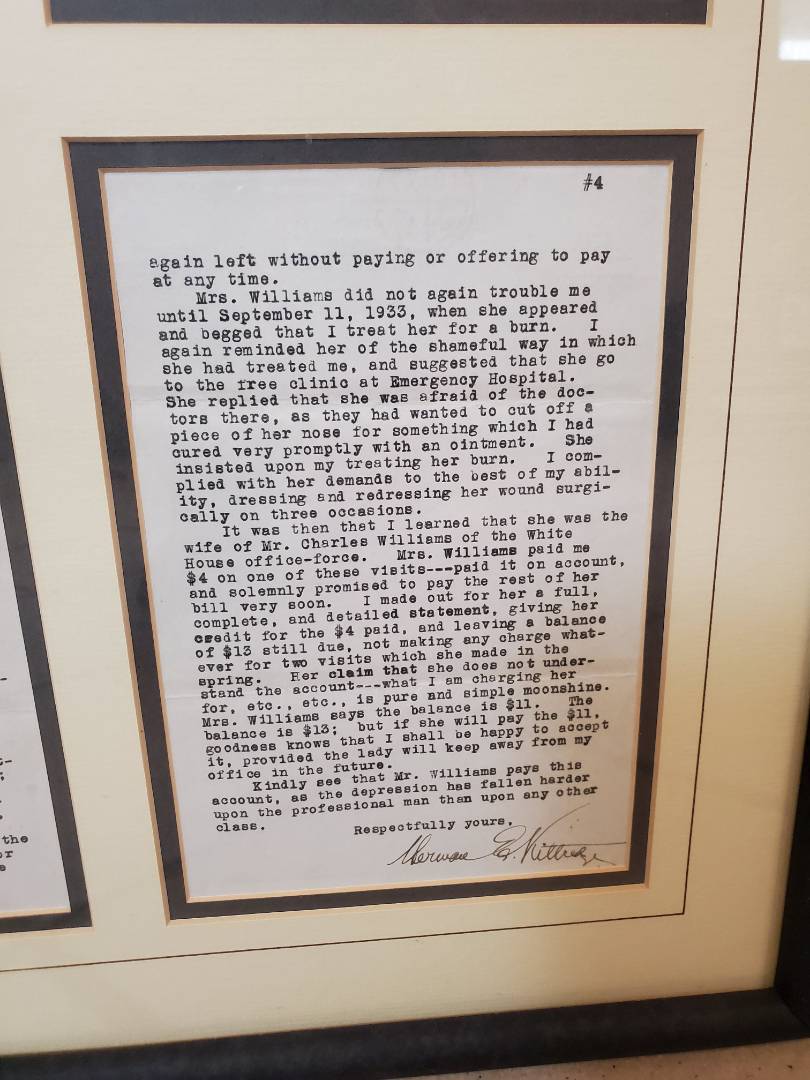 #4
again left without paying or offering to pay
at any time.
Mrs. Williams did not again trouble me
until September 11, 1933, when she appeared
and begged that I treat her for a burn. I
again reminded her of the shameful way in which
she had treated me, and suggested that she go
to the free clinic at Emergency Hospital.
She replied that she was afraid of the doc-
tors there, as they had wanted to cut off a
piece of her nose for something which I had
cured very promptly with an ointment. She
insisted upon my treating her burn. I com-
plied with her demands to the best of my abil-
ity, dressing and redressing her wound surgi-
cally on three occasions.
It was then that I learned that she was the
wife of Mr. Charles Williams of the White
House office-force. Mrs. Williams paid me
$4 on one of these visits---paid it on account,
and solemnly promised to pay the rest of her
bill very soon. I made out for her a full,
complete, and detailed statement, giving her
credit for the $4 paid, and leaving a balance
of $13 still due, not making any charge what-
ever for two visits which she made in the
spring. Her claim that she does not under-
stand the account---what I am charging her
for, etc., etc., is pure and simple moonshine.
Mrs. Williams says the balance is $11. The
balance is $13; but if she will pay the $11,
goodness knows that I shall be happy to accept
it, provided the lady will keep away from my
office in the future.
Kindly see that Mr. Williams pays this
account, as the depression has fallen harder
upon the professional man than upon any other
class.
Respectfully yours,
Herman E. Kittredge
the